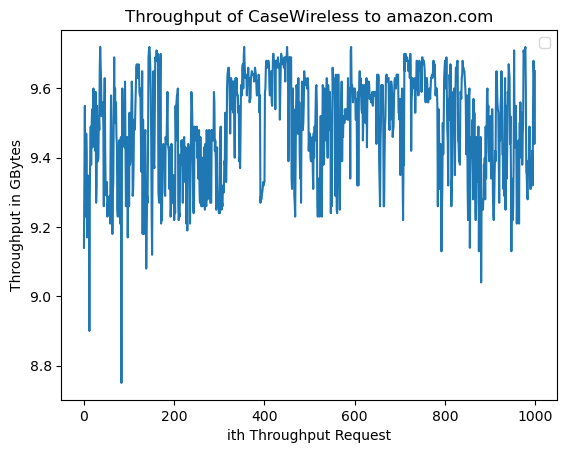 Throughput of CaseWireless to amazon.com
Throughput in GBytes
9.6
9.4
9.2
9.0
8.8
0 200 400 600 800 1000
ith Throughput Request